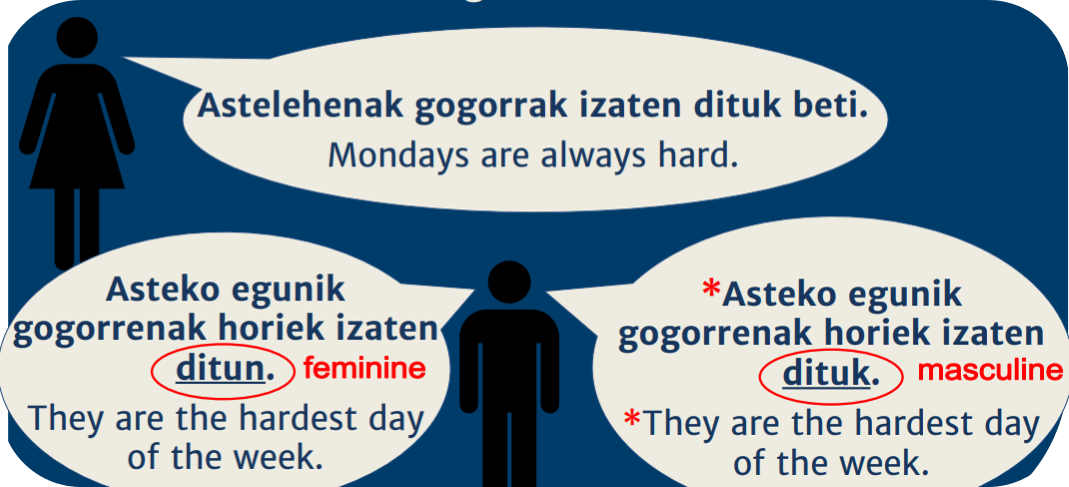 Astelehenak gogorrak izaten dituk beti.
Mondays are always hard.
Asteko egunik
gogorrenak horiek izaten
ditun. feminine
They are the hardest day
of the week.
*Asteko egunik
gogorrenak horiek izaten
dituk. masculine
*They are the hardest day
of the week.